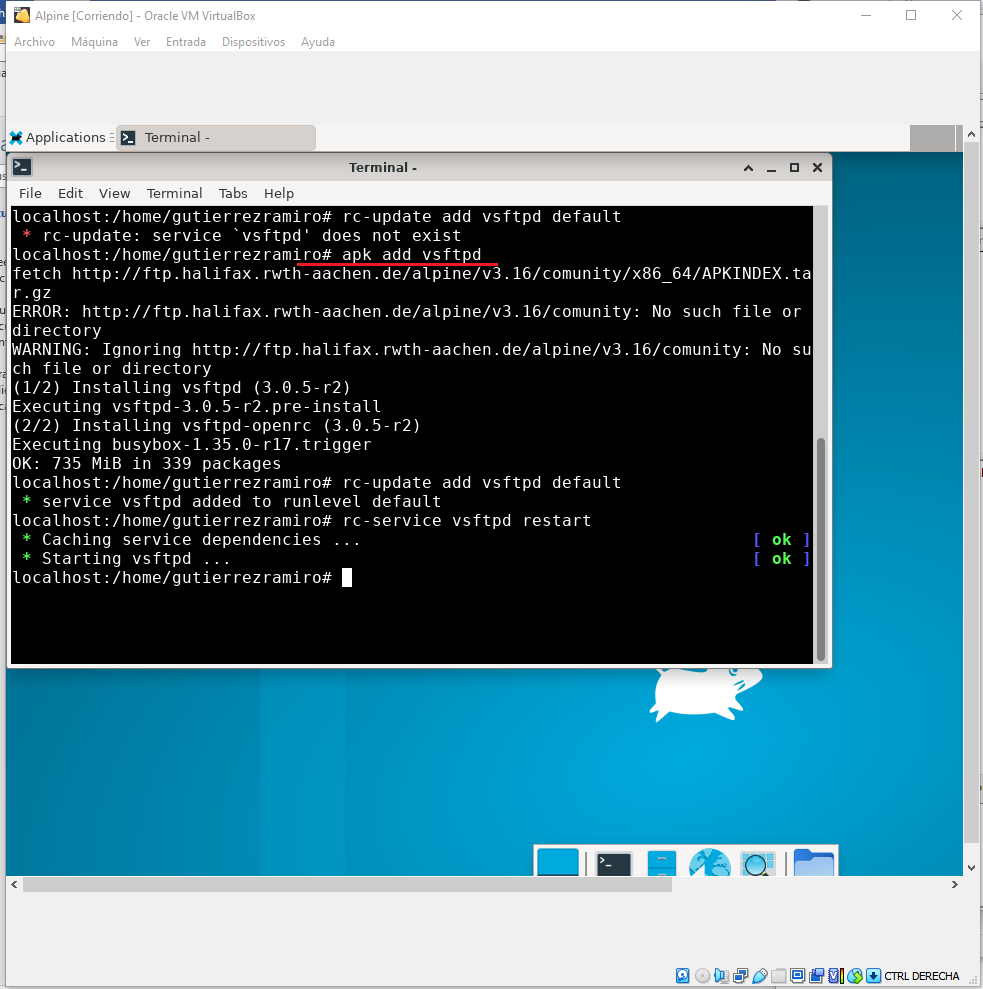 Alpine [Corriendo] - Oracle VM VirtualBox
Archivo Máquina Ver Entrada Dispositivos Ayuda
Applications Terminal -
Terminal -
File Edit View Terminal Tabs Help
localhost:/home/gutierrezramiro# rc-update add vsftpd default
* rc-update: service `vsftpd' does not exist
localhost:/home/gutierrezramiro# apk add vsftpd
fetch http://ftp.halifax.rwth-aachen.de/alpine/v3.16/comunity/x86_64/APKINDEX.ta
r.gz
ERROR: http://ftp.halifax.rwth-aachen.de/alpine/v3.16/comunity: No such file or
directory
WARNING: Ignoring http://ftp.halifax.rwth-aachen.de/alpine/v3.16/comunity: No su
ch file or directory
(1/2) Installing vsftpd (3.0.5-r2)
Executing vsftpd-3.0.5-r2.pre-install
(2/2) Installing vsftpd-openrc (3.0.5-r2)
Executing busybox-1.35.0-r17.trigger
OK: 735 MiB in 339 packages
localhost:/home/gutierrezramiro# rc-update add vsftpd default
* service vsftpd added to runlevel default
localhost:/home/gutierrezramiro# rc-service vsftpd restart
* Caching service dependencies ... [ ok ]
* Starting vsftpd ... [ ok ]
localhost:/home/gutierrezramiro#
CTRL DERECHA